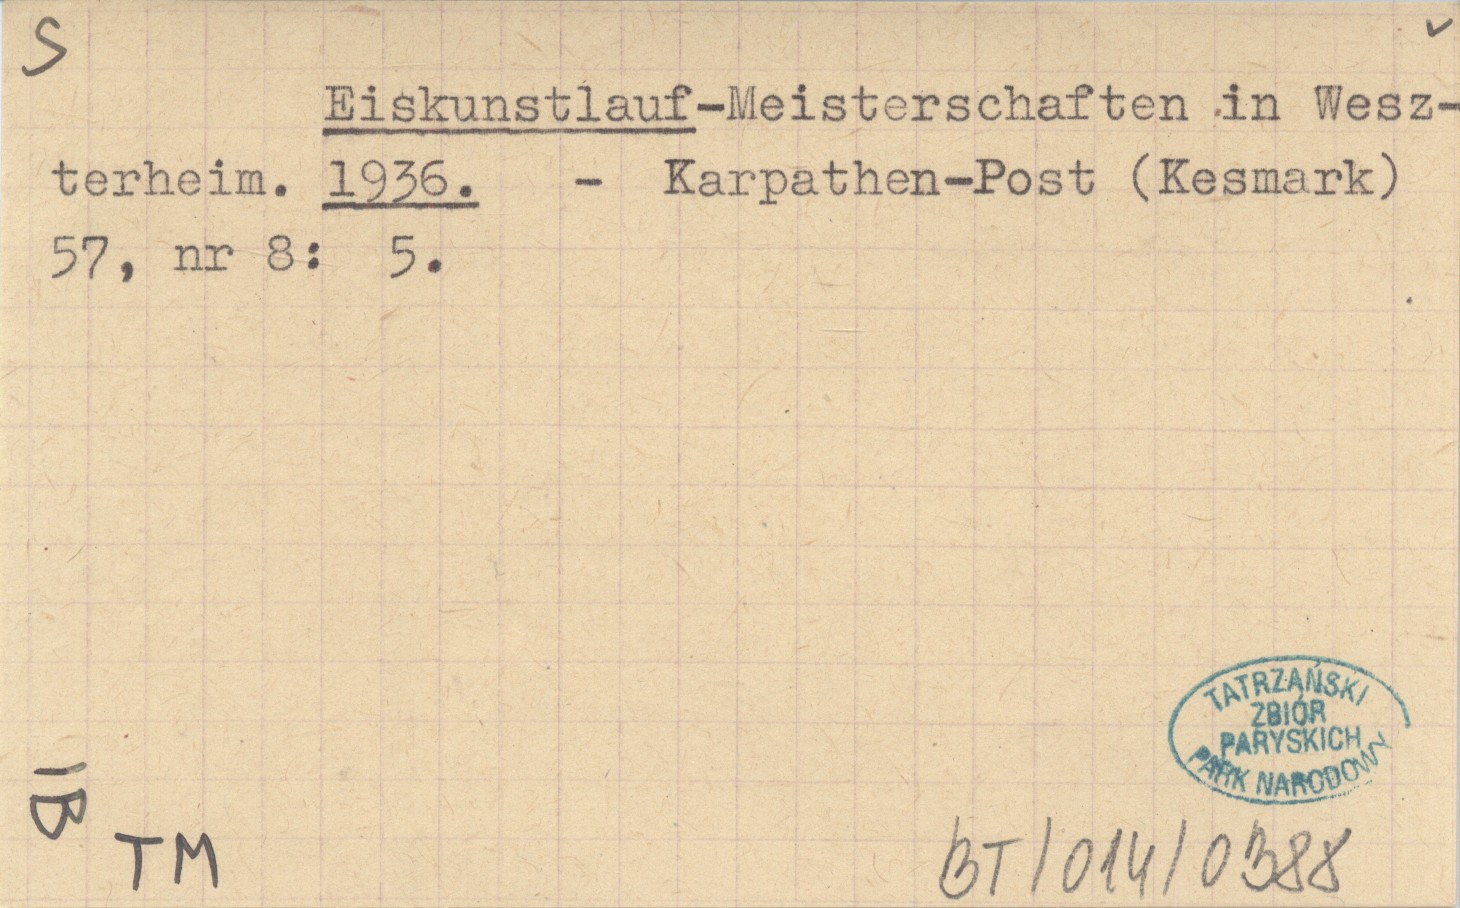 S
Eiskunstlauf-Meisterschaften in Wesz-
terheim. 1936. - Karpathen-Post (Kesmark)
57, nr 8: 5.
TATRZAŃSKI
ZBIÓR
PARYSKICH
PARK NARODOWY
IB
TM
BT/014/0388